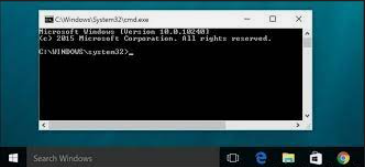 C:\Windows\System32\cmd.exe
Microsoft Windows [Version 10.0.10240]
(c) 2015 Microsoft Corporation. All rights reserved.
C:\WINDOWS\system32>_
Search Windows